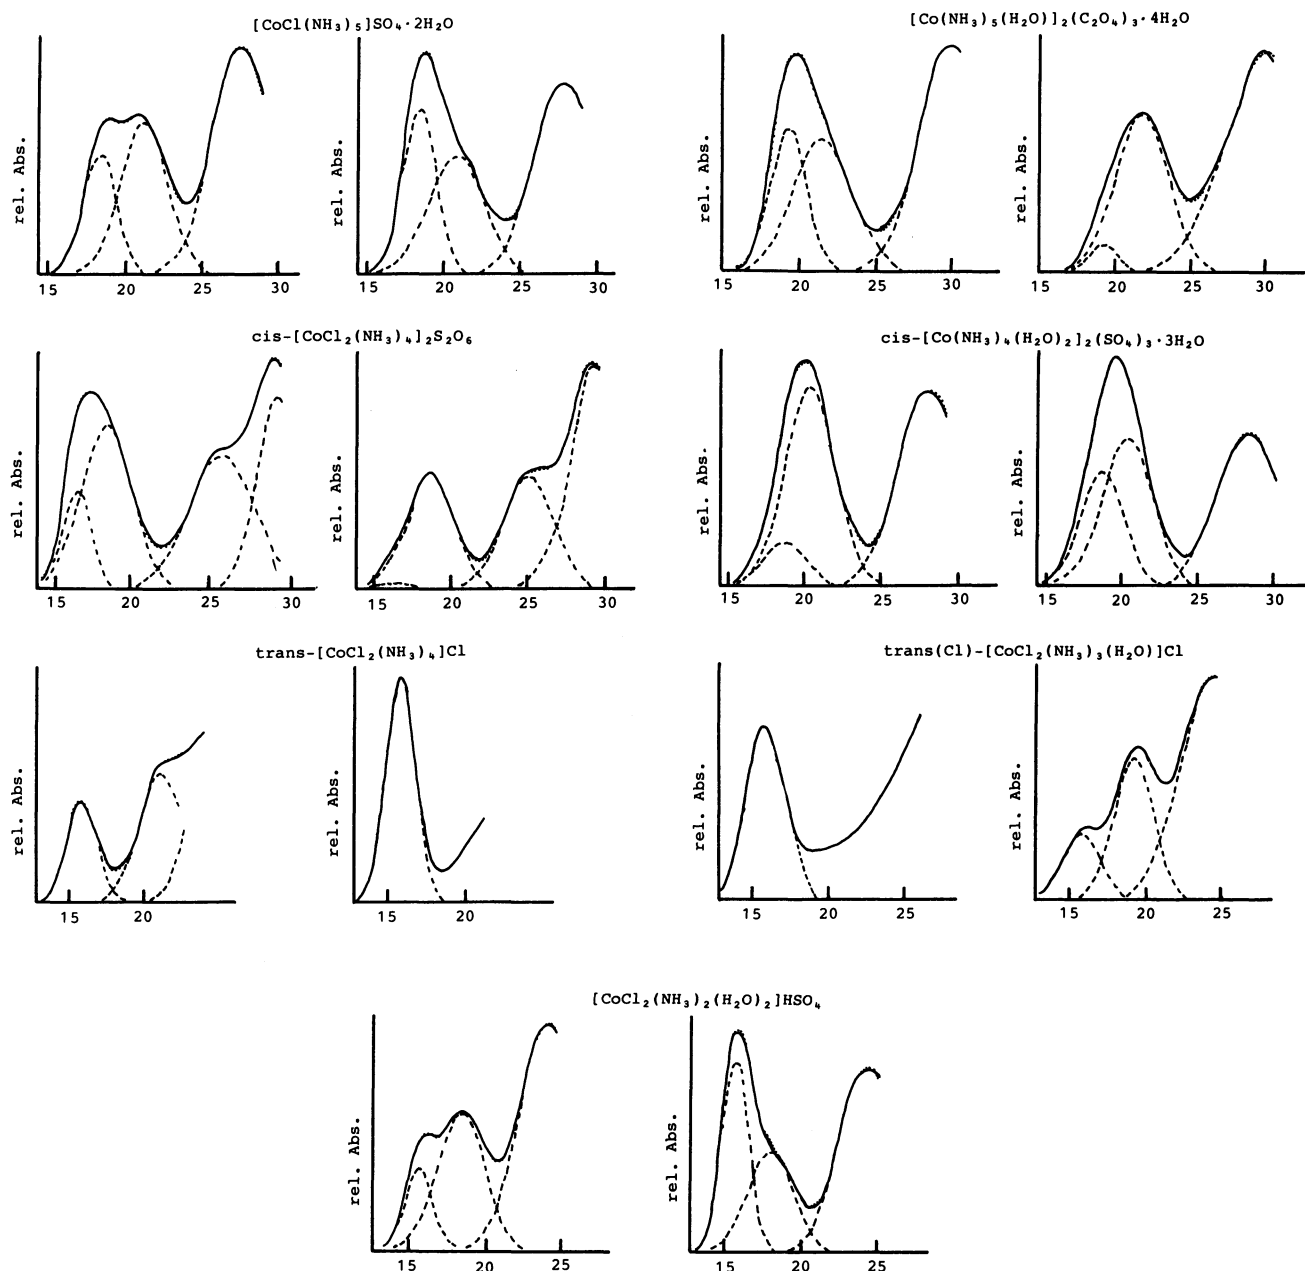 [CoCl(NH₃)₅]SO₄·2H₂O
[Co(NH₃)₅(H₂O)]₂(C₂O₄)₃·4H₂O
rel. Abs.
rel. Abs.
rel. Abs.
rel. Abs.
15 20 25 30
15 20 25 30
15 20 25 30
15 20 25 30
cis-[CoCl₂(NH₃)₄]₂S₂O₆
cis-[Co(NH₃)₄(H₂O)₂]₂(SO₄)₃·3H₂O
rel. Abs.
rel. Abs.
rel. Abs.
rel. Abs.
15 20 25 30
15 20 25 30
15 20 25 30
15 20 25 30
trans-[CoCl₂(NH₃)₄]Cl
trans(Cl)-[CoCl₂(NH₃)₃(H₂O)]Cl
rel. Abs.
rel. Abs.
rel. Abs.
rel. Abs.
15 20
15 20
15 20 25
15 20 25
[CoCl₂(NH₃)₂(H₂O)₂]HSO₄
rel. Abs.
rel. Abs.
15 20 25
15 20 25